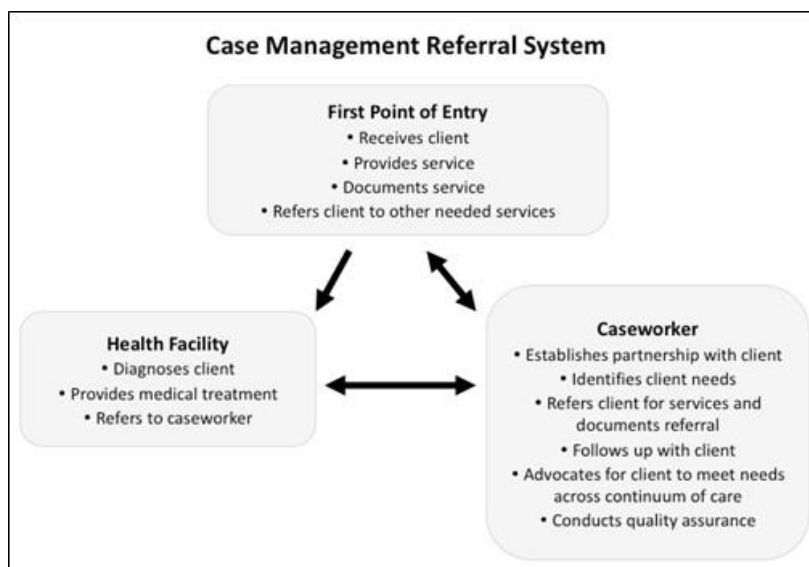 Case Management Referral System
First Point of Entry
• Receives client
• Provides service
• Documents service
• Refers client to other needed services
Health Facility
• Diagnoses client
• Provides medical treatment
• Refers to caseworker
Caseworker
• Establishes partnership with client
• Identifies client needs
• Refers client for services and
documents referral
• Follows up with client
• Advocates for client to meet needs
across continuum of care
• Conducts quality assurance